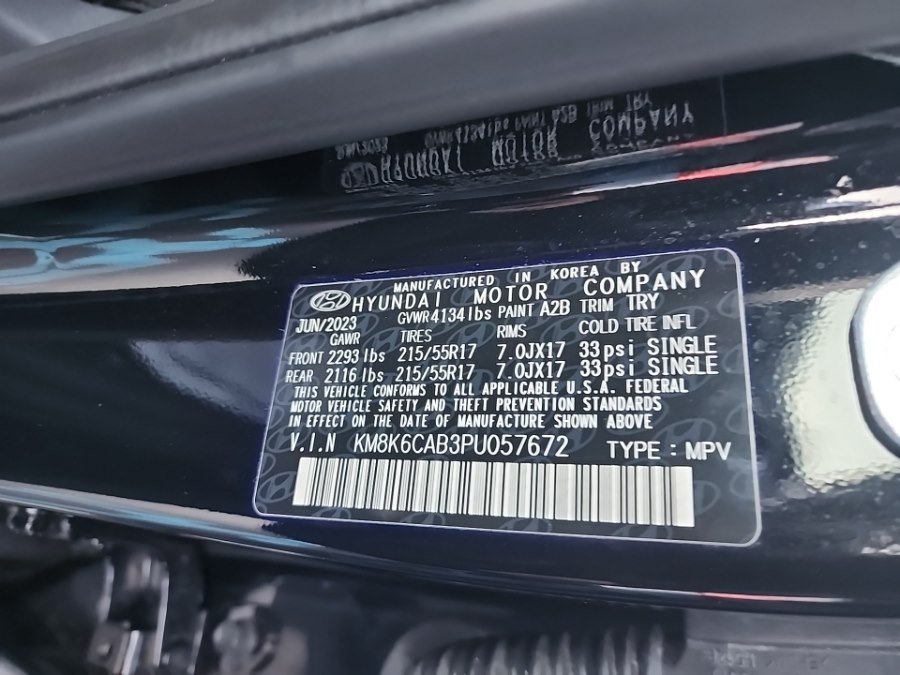 MANUFACTURED IN KOREA BY
HYUNDAI MOTOR COMPANY
JUN/2023 GVWR 4134 lbs PAINT A2B TRIM TRY
GAWR TIRES RIMS COLD TIRE INFL
FRONT 2293 lbs 215/55R17 7.0JX17 33psi SINGLE
REAR 2116 lbs 215/55R17 7.0JX17 33psi SINGLE
THIS VEHICLE CONFORMS TO ALL APPLICABLE U.S.A. FEDERAL
MOTOR VEHICLE SAFETY AND THEFT PREVENTION STANDARDS
IN EFFECT ON THE DATE OF MANUFACTURE SHOWN ABOVE
V.I.N KM8K6CAB3PU057672 TYPE : MPV